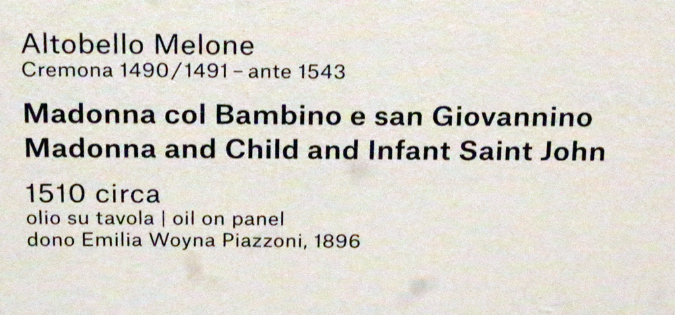 Altobello Melone
Cremona 1490/1491 – ante 1543
Madonna col Bambino e san Giovannino
Madonna and Child and Infant Saint John
1510 circa
olio su tavola | oil on panel
dono Emilia Woyna Piazzoni, 1896